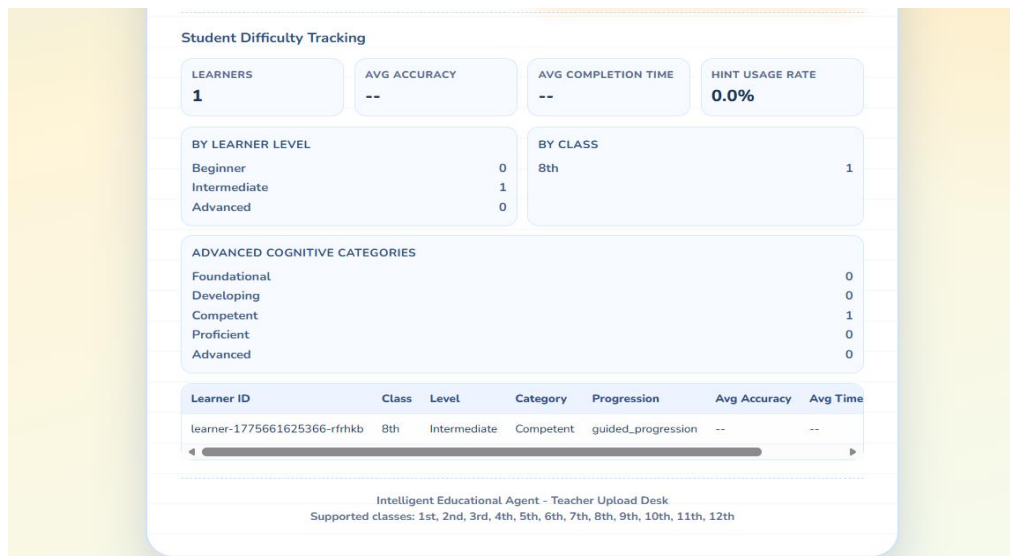 Student Difficulty Tracking
LEARNERS
1
AVG ACCURACY
--
AVG COMPLETION TIME
--
HINT USAGE RATE
0.0%
BY LEARNER LEVEL
Beginner 0
Intermediate 1
Advanced 0
BY CLASS
8th 1
ADVANCED COGNITIVE CATEGORIES
Foundational 0
Developing 0
Competent 1
Proficient 0
Advanced 0
Learner ID Class Level Category Progression Avg Accuracy Avg Time
learner-1775661625366-rfrhkb 8th Intermediate Competent guided_progression -- --
Intelligent Educational Agent - Teacher Upload Desk
Supported classes: 1st, 2nd, 3rd, 4th, 5th, 6th, 7th, 8th, 9th, 10th, 11th, 12th